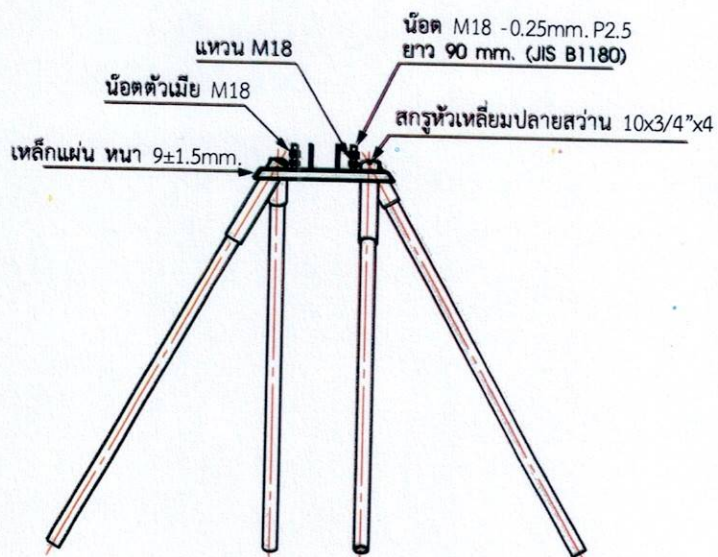 น๊อต M18 -0.25mm. P2.5
ยาว 90 mm. (JIS B1180)
แหวน M18
น๊อตตัวเมีย M18
สกรูหัวเหลี่ยมปลายสว่าน 10x3/4"x4
เหล็กแผ่น หนา 9±1.5mm.